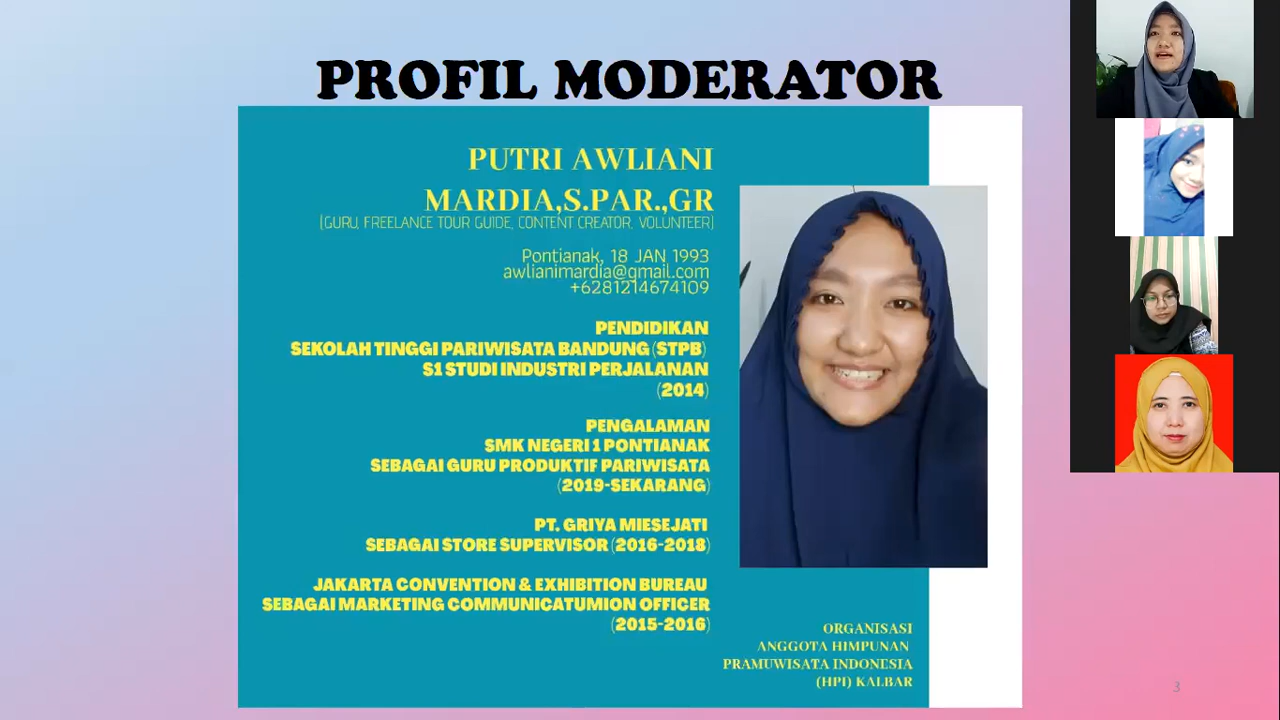 PROFIL MODERATOR
PUTRI AWLIANI
MARDIA,S.PAR.,GR
(GURU, FREELANCE TOUR GUIDE, CONTENT CREATOR, VOLUNTEER)
Pontianak, 18 JAN 1993
awlianimardia@gmail.com
+6281214674109
PENDIDIKAN
SEKOLAH TINGGI PARIWISATA BANDUNG (STPB)
S1 STUDI INDUSTRI PERJALANAN
(2014)
PENGALAMAN
SMK NEGERI 1 PONTIANAK
SEBAGAI GURU PRODUKTIF PARIWISATA
(2019-SEKARANG)
PT. GRIYA MIESEJATI
SEBAGAI STORE SUPERVISOR (2016-2018)
JAKARTA CONVENTION & EXHIBITION BUREAU
SEBAGAI MARKETING COMMUNICATUMION OFFICER
(2015-2016)
ORGANISASI
ANGGOTA HIMPUNAN
PRAMUWISATA INDONESIA
(HPI) KALBAR
3